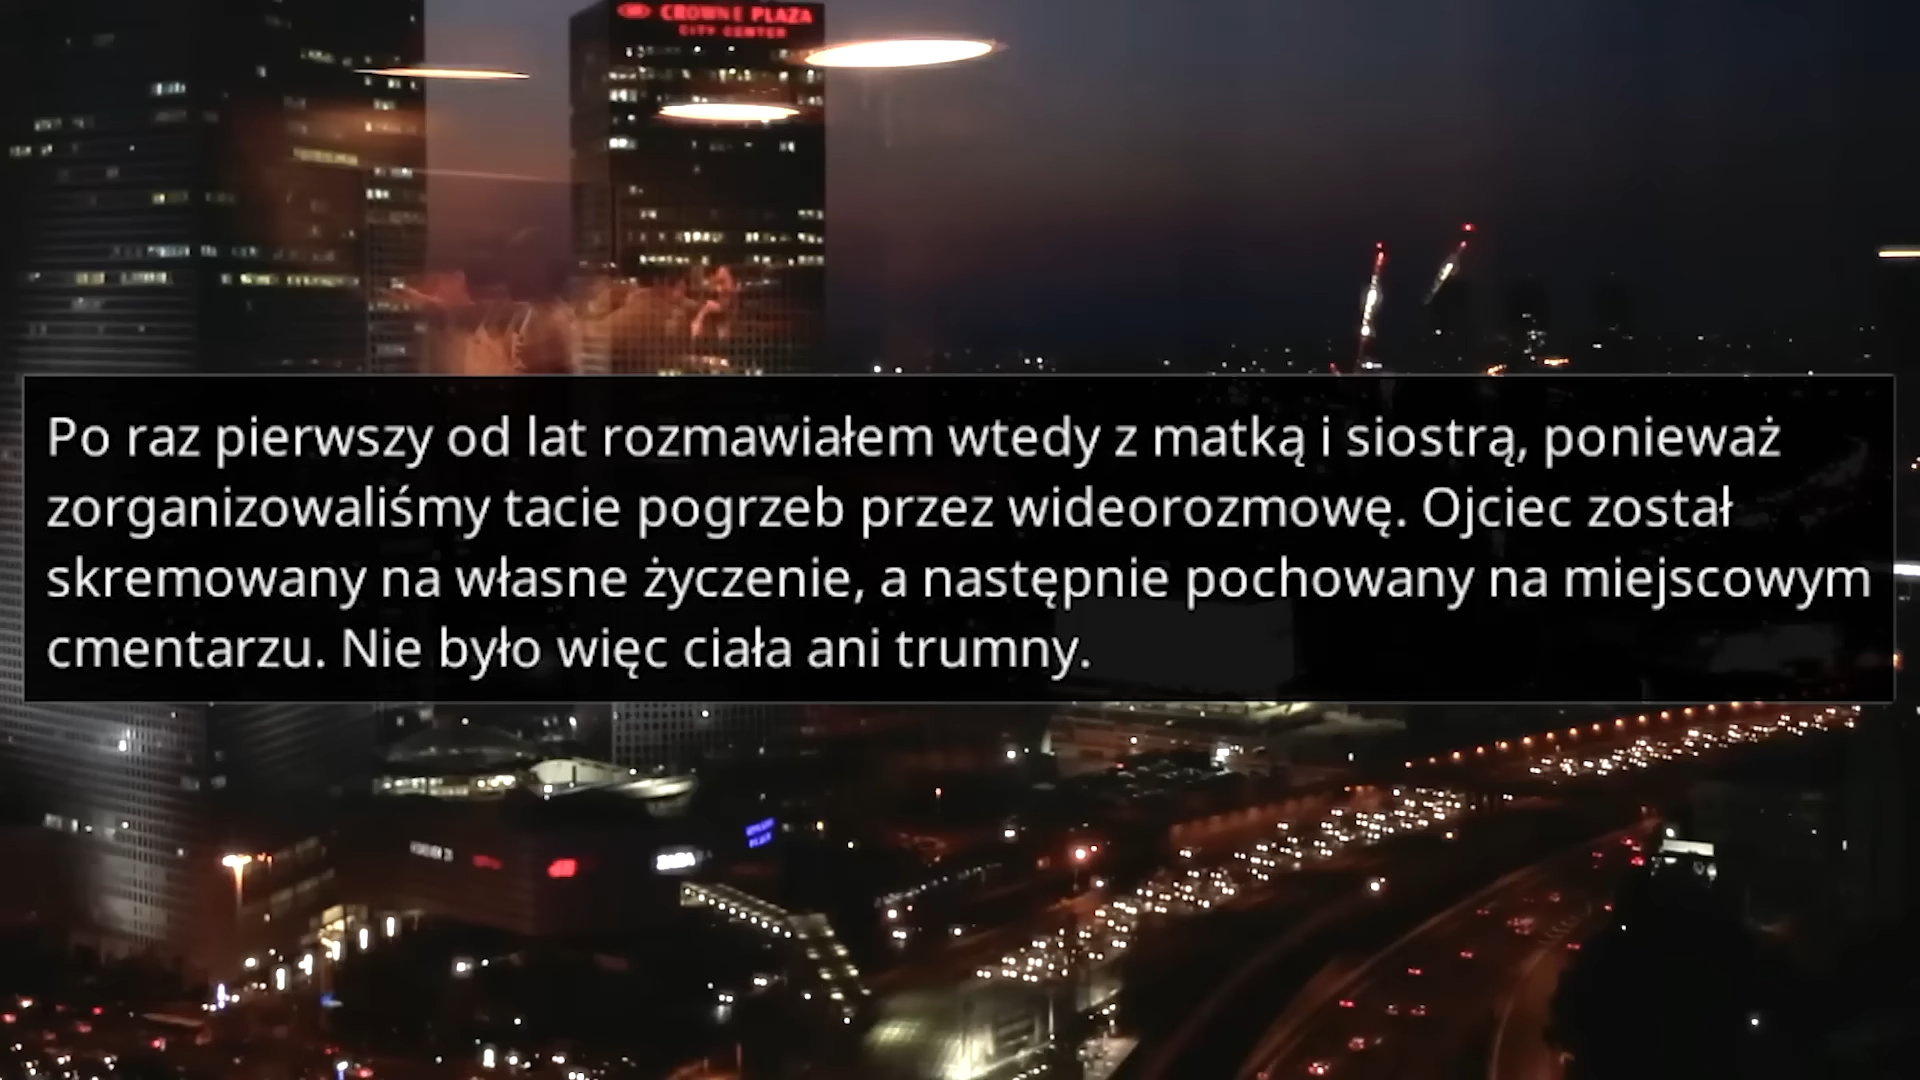 CROWNE PLAZA
CITY CENTER
Po raz pierwszy od lat rozmawiałem wtedy z matką i siostrą, ponieważ
zorganizowaliśmy tacie pogrzeb przez wideorozmowę. Ojciec został
skremowany na własne życzenie, a następnie pochowany na miejscowym
cmentarzu. Nie było więc ciała ani trumny.
ZARA